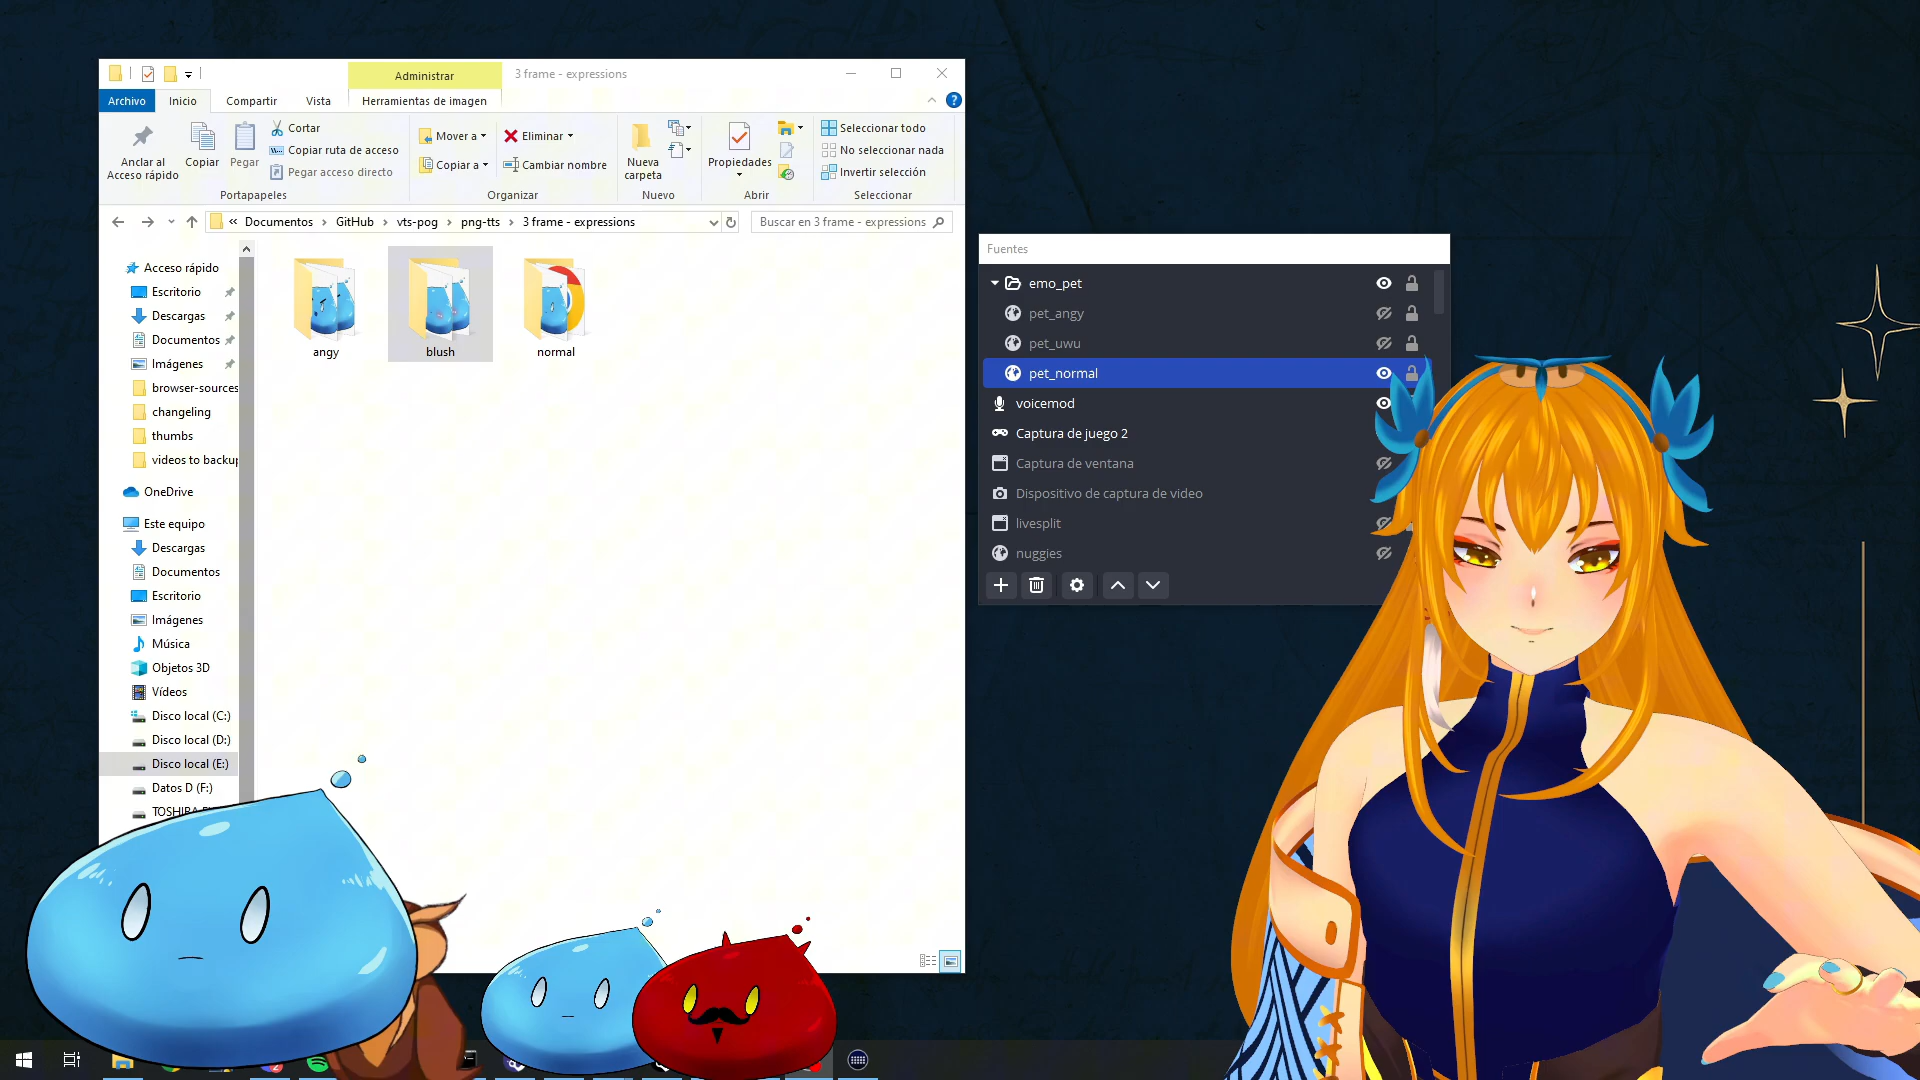 Administrar
3 frame - expressions
Archivo
Inicio
Compartir
Vista
Herramientas de imagen
Anclar al
Acceso rápido
Copiar
Pegar
Cortar
Copiar ruta de acceso
Pegar acceso directo
Mover a
Copiar a
Eliminar
Cambiar nombre
Nueva
carpeta
Propiedades
Seleccionar todo
No seleccionar nada
Invertir selección
Portapapeles
Organizar
Nuevo
Abrir
Seleccionar
« Documentos › GitHub › vts-pog › png-tts › 3 frame - expressions
Buscar en 3 frame - expressions
Acceso rápido
Escritorio
Descargas
Documentos
Imágenes
browser-sources
changeling
thumbs
videos to backup
OneDrive
Este equipo
Descargas
Documentos
Escritorio
Imágenes
Música
Objetos 3D
Vídeos
Disco local (C:)
Disco local (D:)
Disco local (E:)
Datos D (F:)
angy
blush
normal
Fuentes
emo_pet
pet_angy
pet_uwu
pet_normal
voicemod
Captura de juego 2
Captura de ventana
Dispositivo de captura de video
livesplit
nuggies